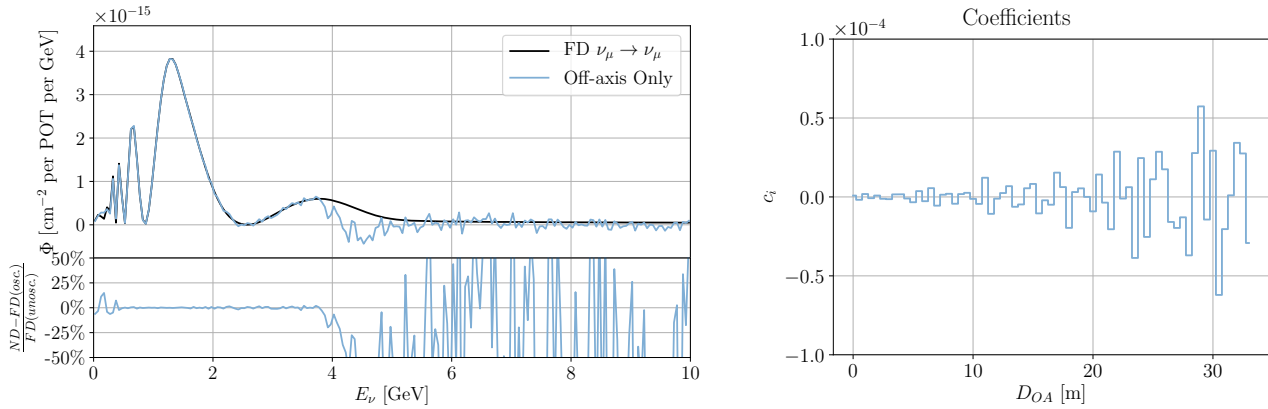 ×10⁻¹⁵
Φ [cm⁻² per POT per GeV]
4
3
2
1
0
FD ν_μ → ν_μ
Off-axis Only
ND−FD(osc.)
FD(unosc.)
50%
25%
0%
-25%
-50%
0 2 4 6 8 10
E_ν [GeV]
Coefficients
×10⁻⁴
c_i
1.0
0.5
0.0
−0.5
−1.0
0 10 20 30
D_OA [m]